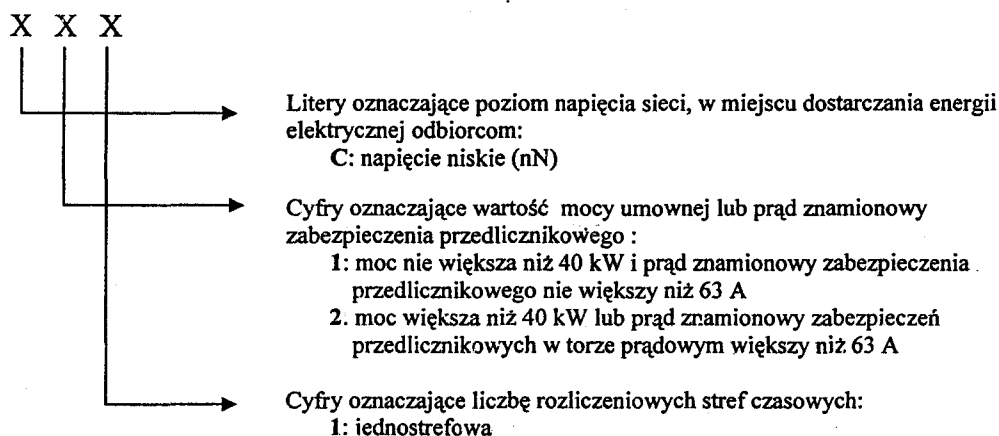 X X X
Litery oznaczające poziom napięcia sieci, w miejscu dostarczania energii
elektrycznej odbiorcom:
C: napięcie niskie (nN)
Cyfry oznaczające wartość mocy umownej lub prąd znamionowy
zabezpieczenia przedlicznikowego :
1: moc nie większa niż 40 kW i prąd znamionowy zabezpieczenia
przedlicznikowego nie większy niż 63 A
2. moc większa niż 40 kW lub prąd znamionowy zabezpieczeń
przedlicznikowych w torze prądowym większy niż 63 A
Cyfry oznaczające liczbę rozliczeniowych stref czasowych:
1: jednostrefowa